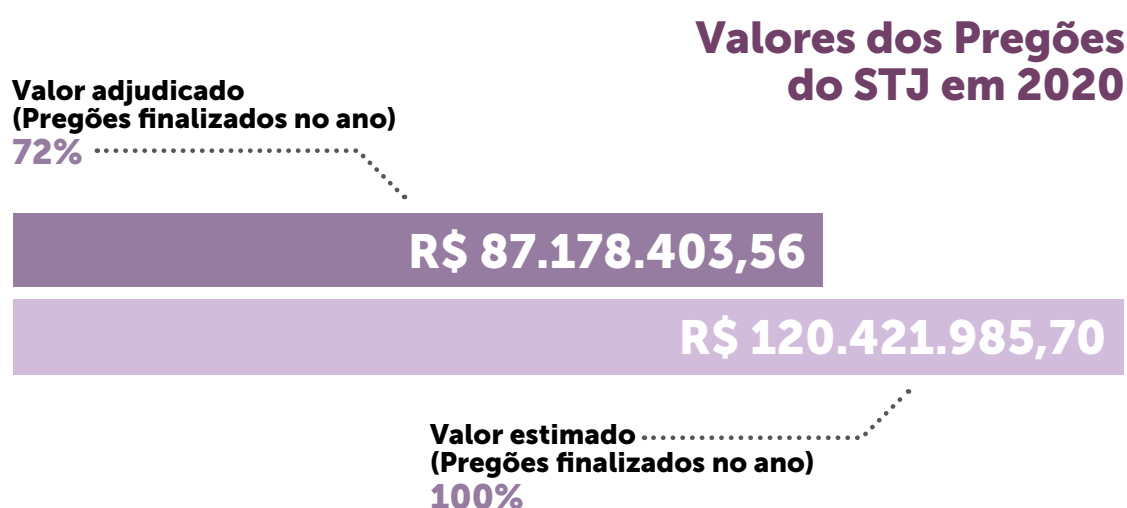 Valores dos Pregões
do STJ em 2020
Valor adjudicado
(Pregões finalizados no ano)
72%
R$ 87.178.403,56
R$ 120.421.985,70
Valor estimado
(Pregões finalizados no ano)
100%